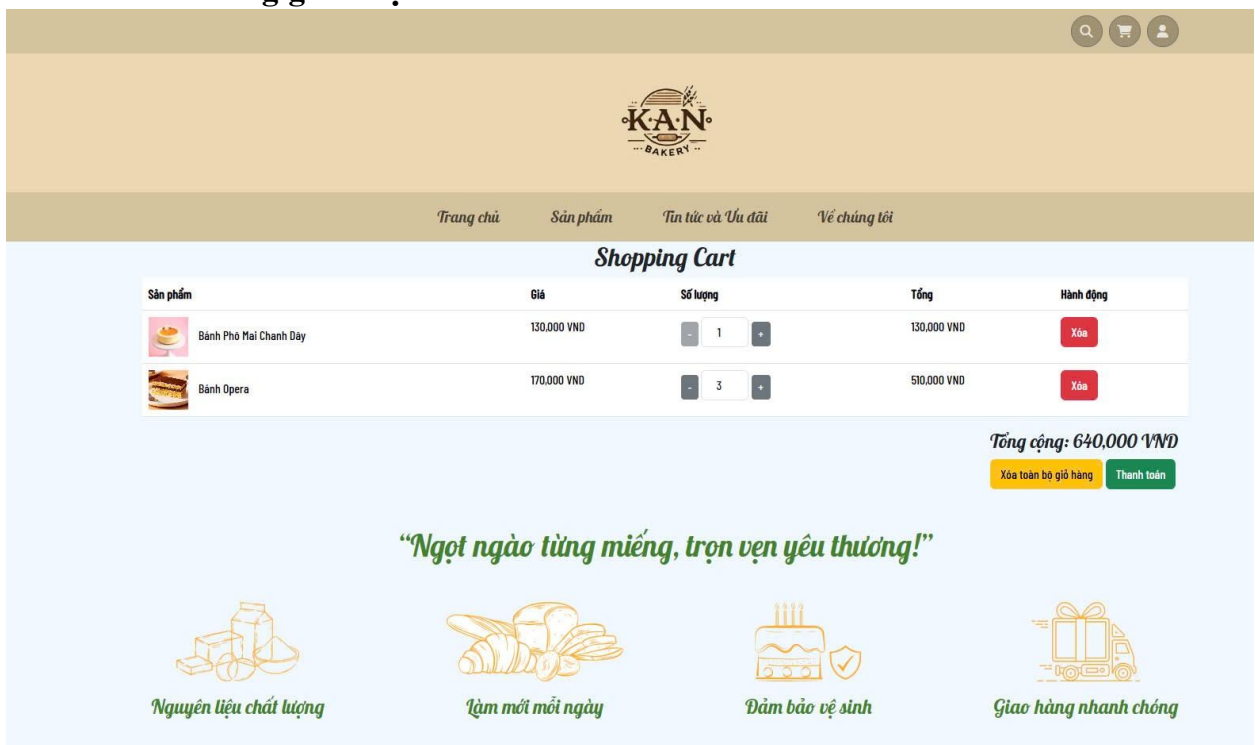 K·A·N
BAKERY
Trang chủ Sản phẩm Tin tức và Ưu đãi Về chúng tôi
Shopping Cart
Sản phẩm Giá Số lượng Tổng Hành động
Bánh Phô Mai Chanh Dây 130,000 VND - 1 + 130,000 VND Xóa
Bánh Opera 170,000 VND - 3 + 510,000 VND Xóa
Tổng cộng: 640,000 VND
Xóa toàn bộ giỏ hàng Thanh toán
“Ngọt ngào từng miếng, trọn vẹn yêu thương!”
Nguyên liệu chất lượng Làm mới mỗi ngày Đảm bảo vệ sinh Giao hàng nhanh chóng